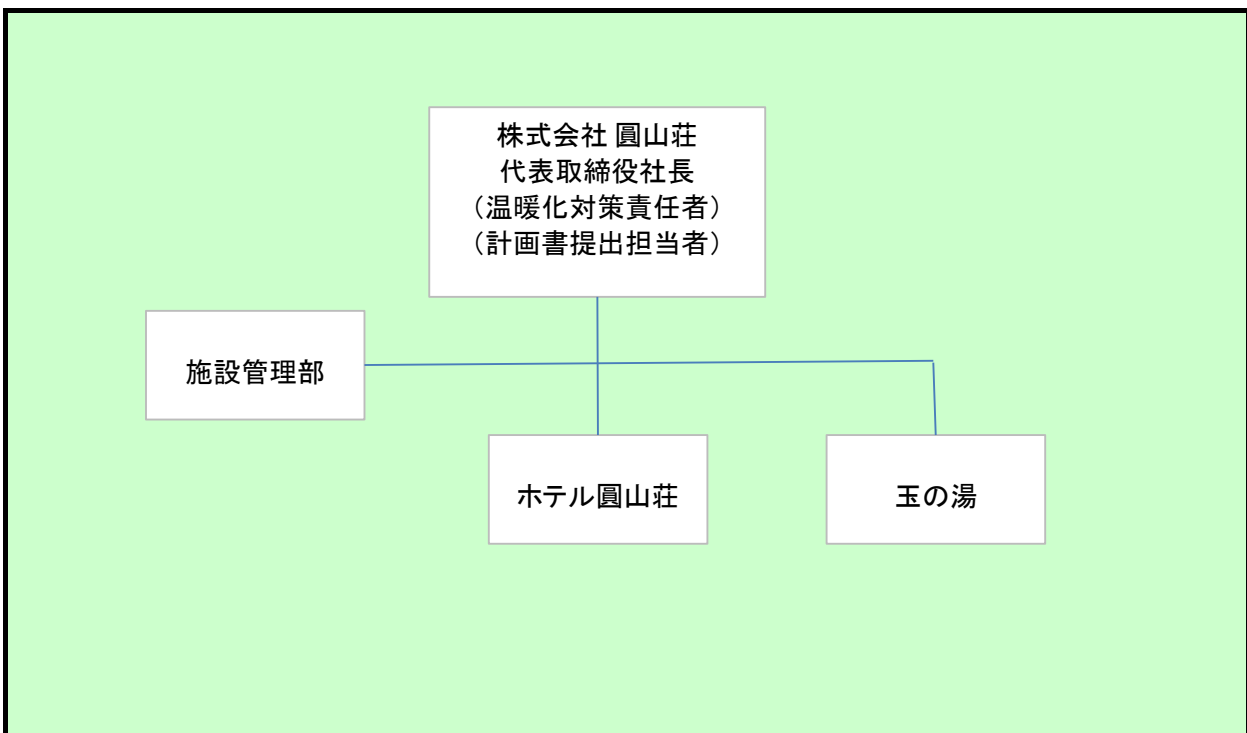 株式会社 圓山荘
代表取締役社長
（温暖化対策責任者）
（計画書提出担当者）
施設管理部
ホテル圓山荘
玉の湯